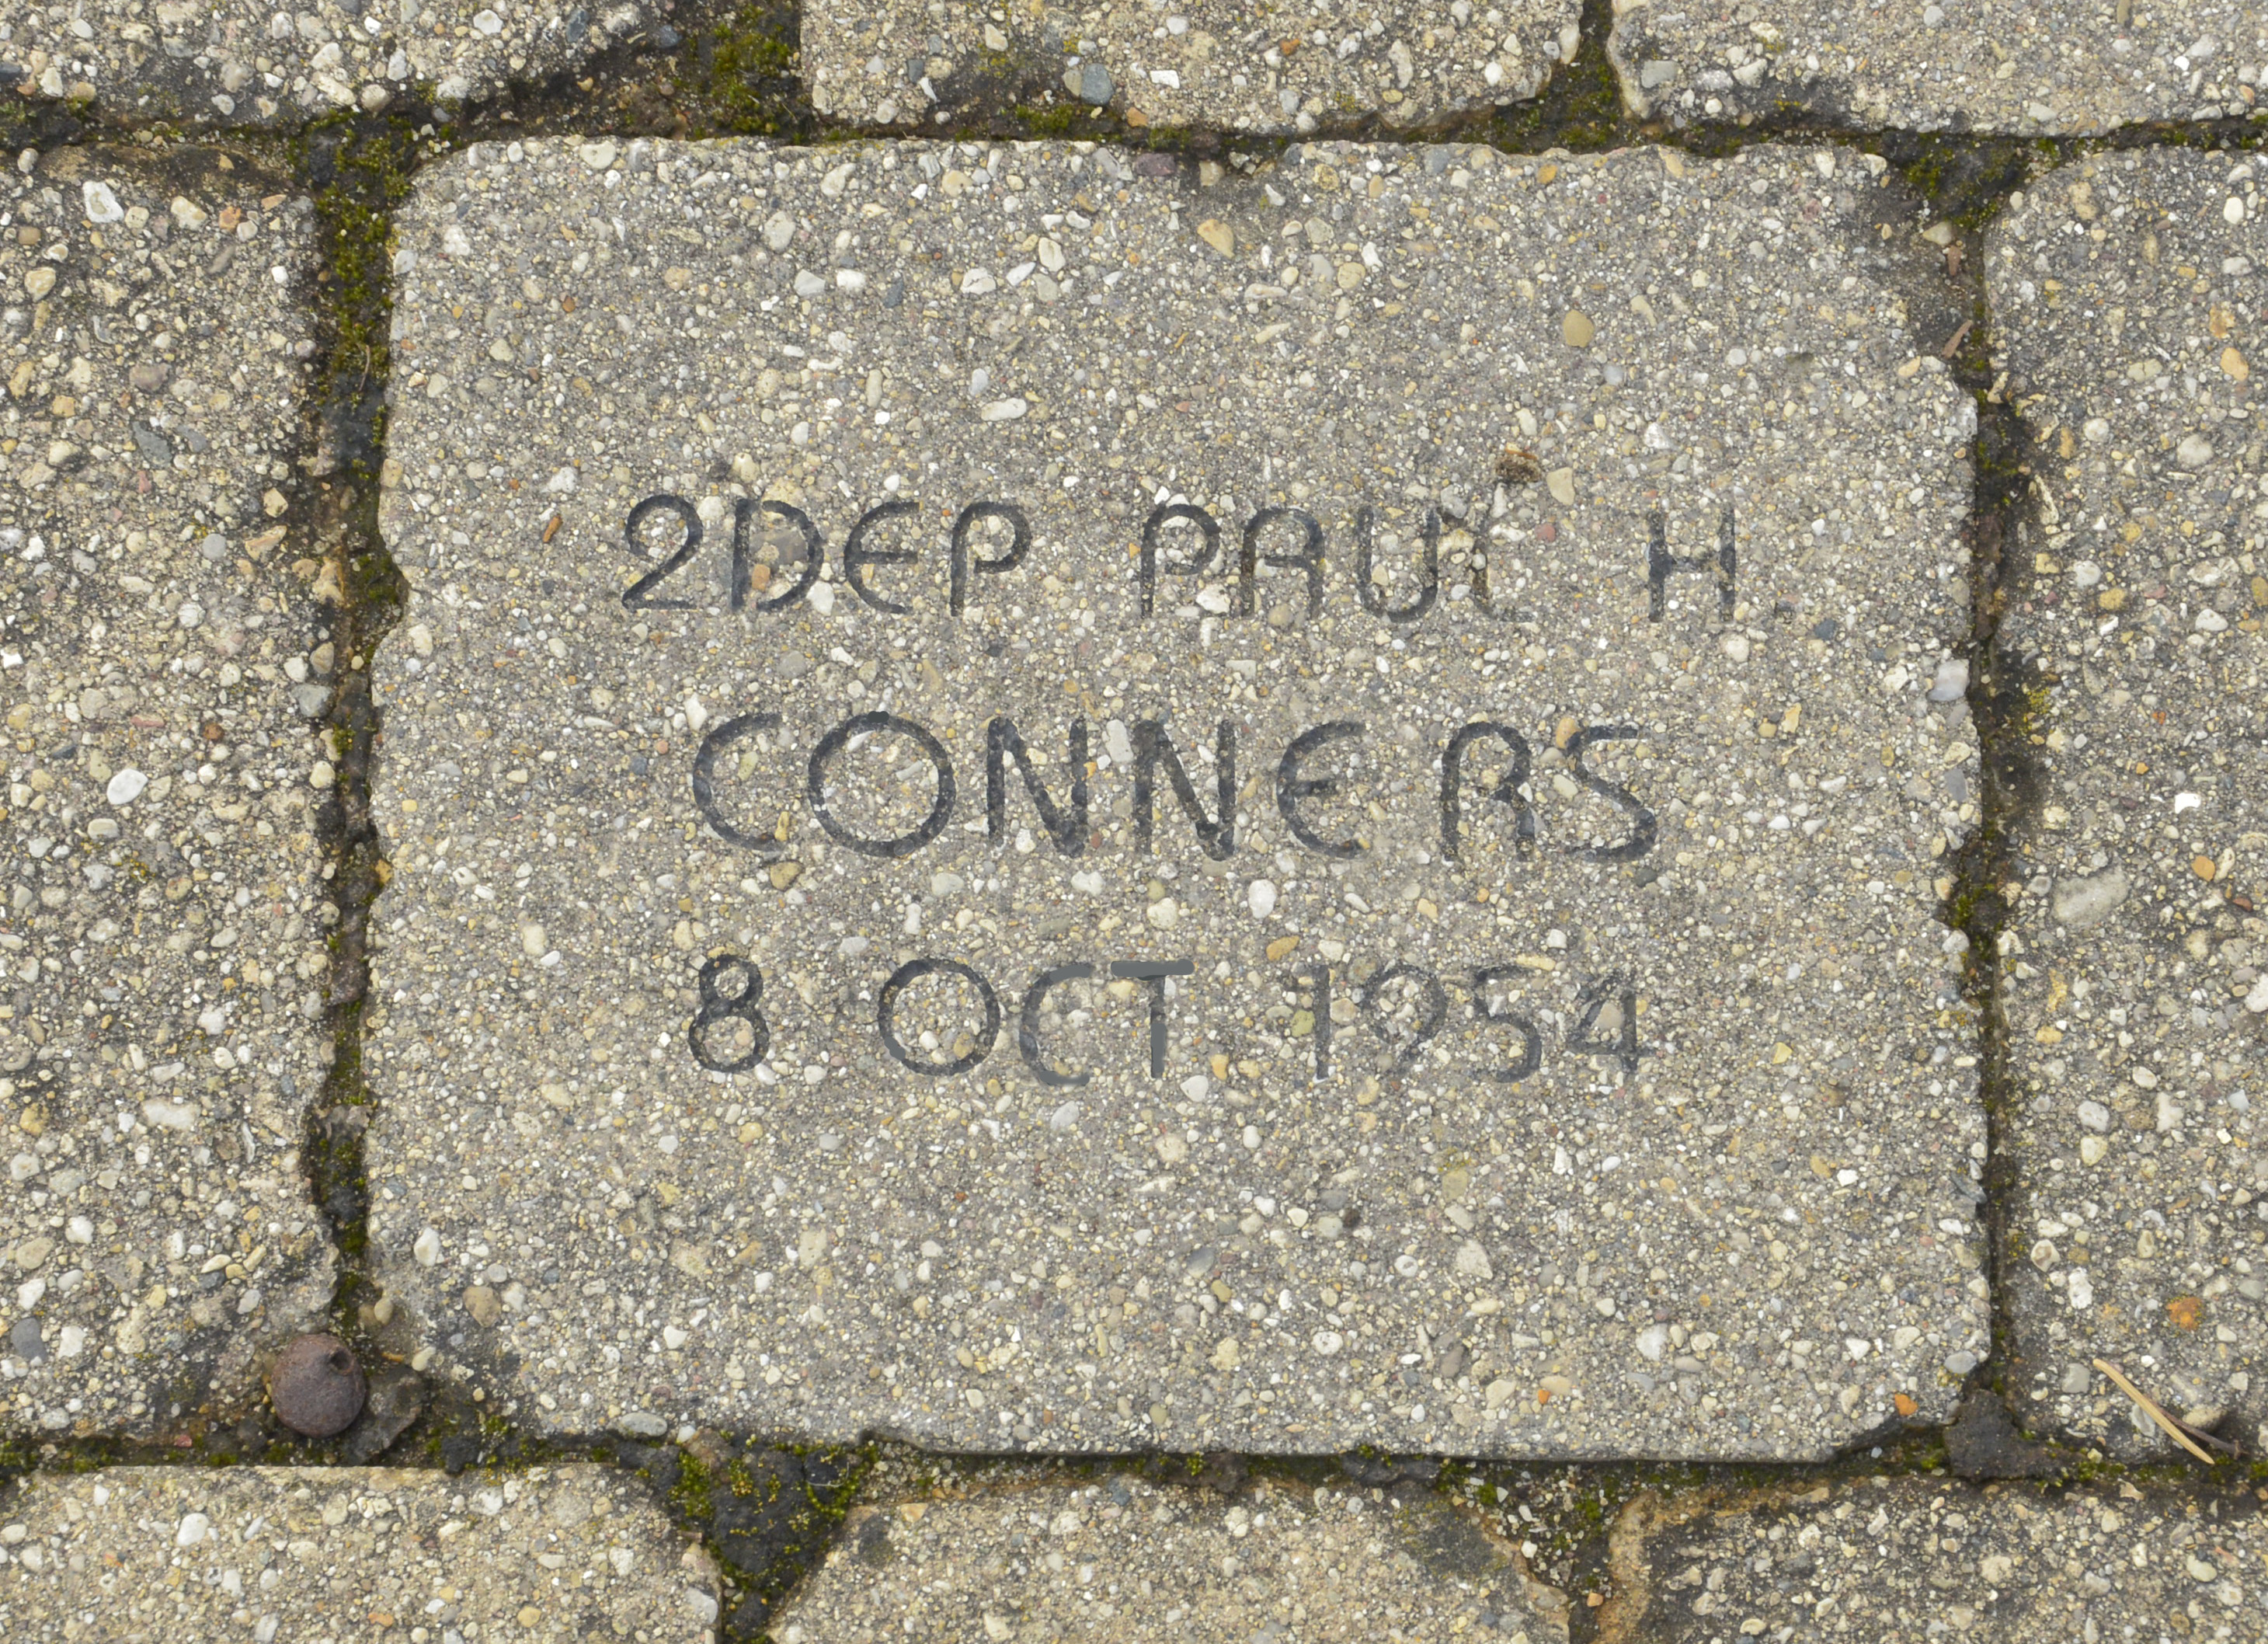 2DEP PAUL H
CONNERS
8 OCT 1954